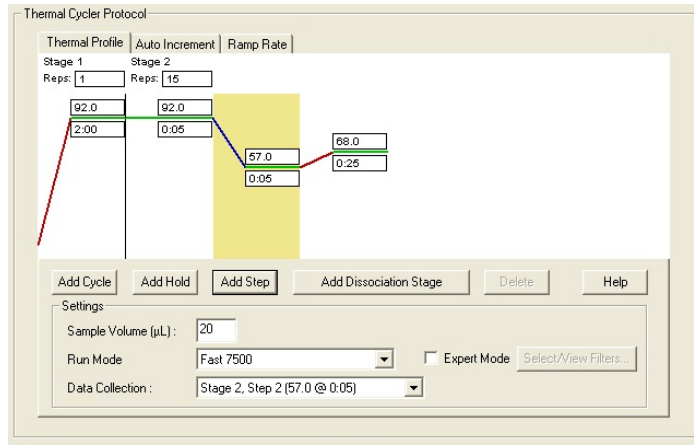 Thermal Cycler Protocol
Thermal Profile Auto Increment Ramp Rate
Stage 1 Stage 2
Reps: 1 Reps: 15
92.0 92.0
2:00 0:05
68.0
57.0
0:25
0:05
Add Cycle Add Hold Add Step Add Dissociation Stage Delete Help
Settings
Sample Volume (µL) : 20
Run Mode Fast 7500 Expert Mode Select/View Filters...
Data Collection : Stage 2, Step 2 (57.0 @ 0:05)